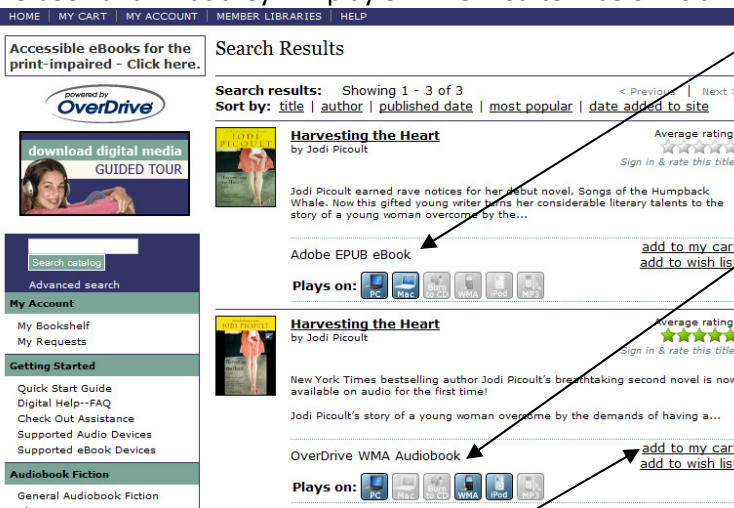 HOME | MY CART | MY ACCOUNT | MEMBER LIBRARIES | HELP
Accessible eBooks for the
print-impaired - Click here.
powered by
OverDrive
download digital media
GUIDED TOUR
Search catalog
Advanced search
My Account
My Bookshelf
My Requests
Getting Started
Quick Start Guide
Digital Help--FAQ
Check Out Assistance
Supported Audio Devices
Supported eBook Devices
Audiobook Fiction
General Audiobook Fiction
Search Results
Search results: Showing 1 - 3 of 3
< Previous | Next >
Sort by: title | author | published date | most popular | date added to site
JODI
PICOULT
Harvesting the Heart
by Jodi Picoult
Average rating
Sign in & rate this title
Jodi Picoult earned rave notices for her debut novel, Songs of the Humpback
Whale. Now this gifted young writer turns her considerable literary talents to the
story of a young woman overcome by the...
Adobe EPUB eBook
add to my cart
add to wish list
Plays on: PC Mac Burn to CD WMA iPod MP3
JODI PICOULT
Harvesting the Heart
by Jodi Picoult
Average rating
Sign in & rate this title
New York Times bestselling author Jodi Picoult's breathtaking second novel is now
available on audio for the first time!
Jodi Picoult's story of a young woman overcome by the demands of having a...
OverDrive WMA Audiobook
add to my cart
add to wish list
Plays on: PC Mac Burn to CD WMA iPod MP3